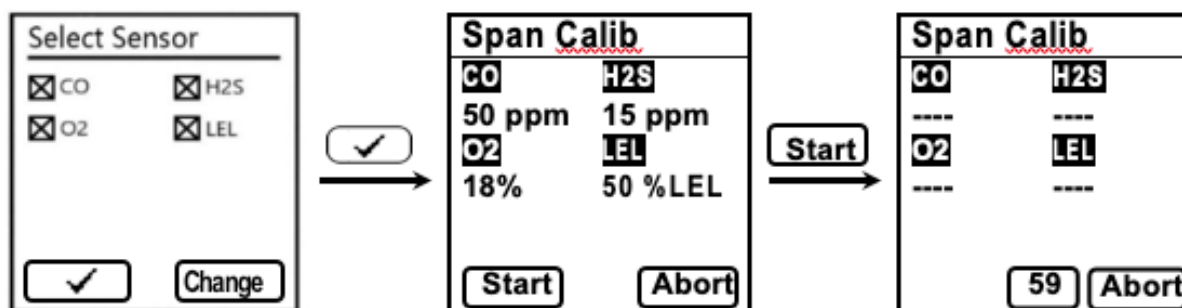 Select Sensor
CO H2S
O2 LEL
Change
Span Calib
CO H2S
50 ppm 15 ppm
O2 LEL
18% 50 %LEL
Start Abort
Start
Span Calib
CO H2S
---- ----
O2 LEL
---- ----
59 Abort